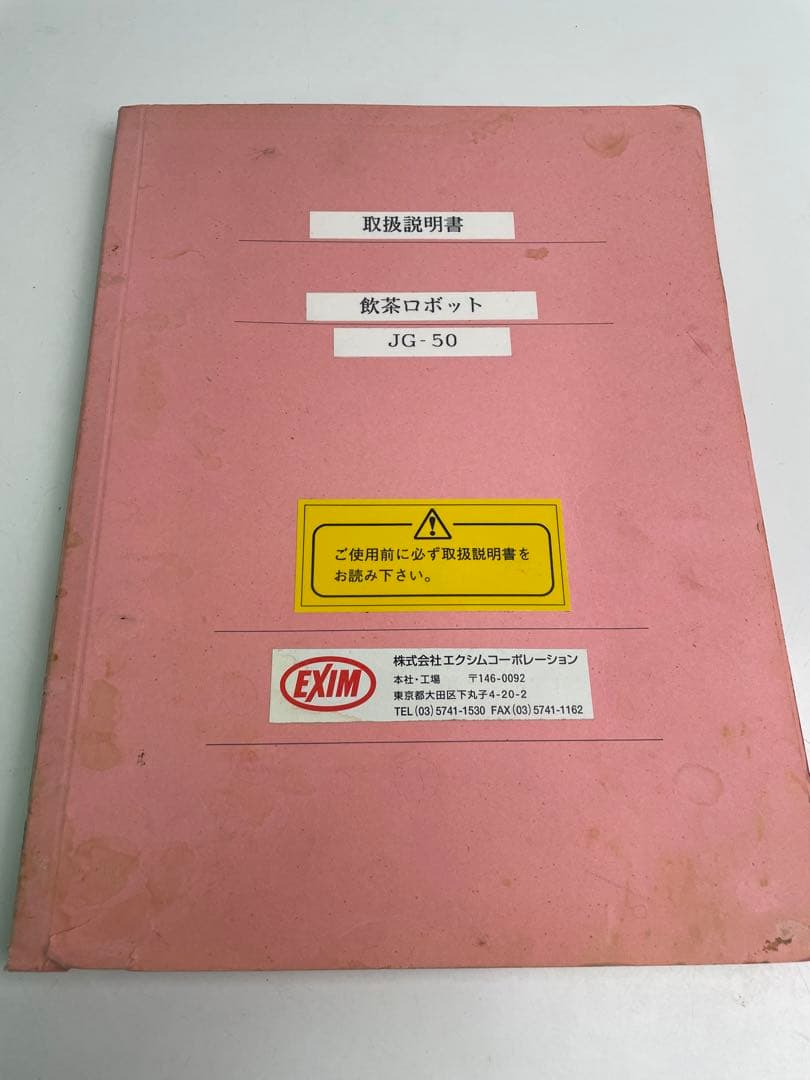 取扱説明書
飲茶ロボット
JG-50
ご使用前に必ず取扱説明書を
お読み下さい。
EXIM
株式会社エクシムコーポレーション
本社・工場 〒146-0092
東京都大田区下丸子4-20-2
TEL(03)5741-1530 FAX(03)5741-1162